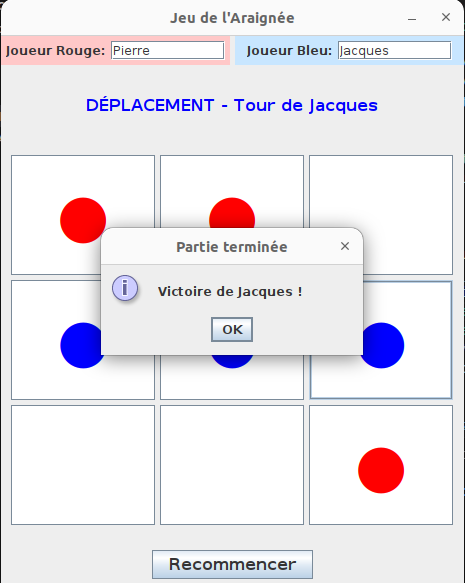 Jeu de l'Araignée
Joueur Rouge: Pierre Joueur Bleu: Jacques
DÉPLACEMENT - Tour de Jacques
Partie terminée
Victoire de Jacques !
OK
Recommencer